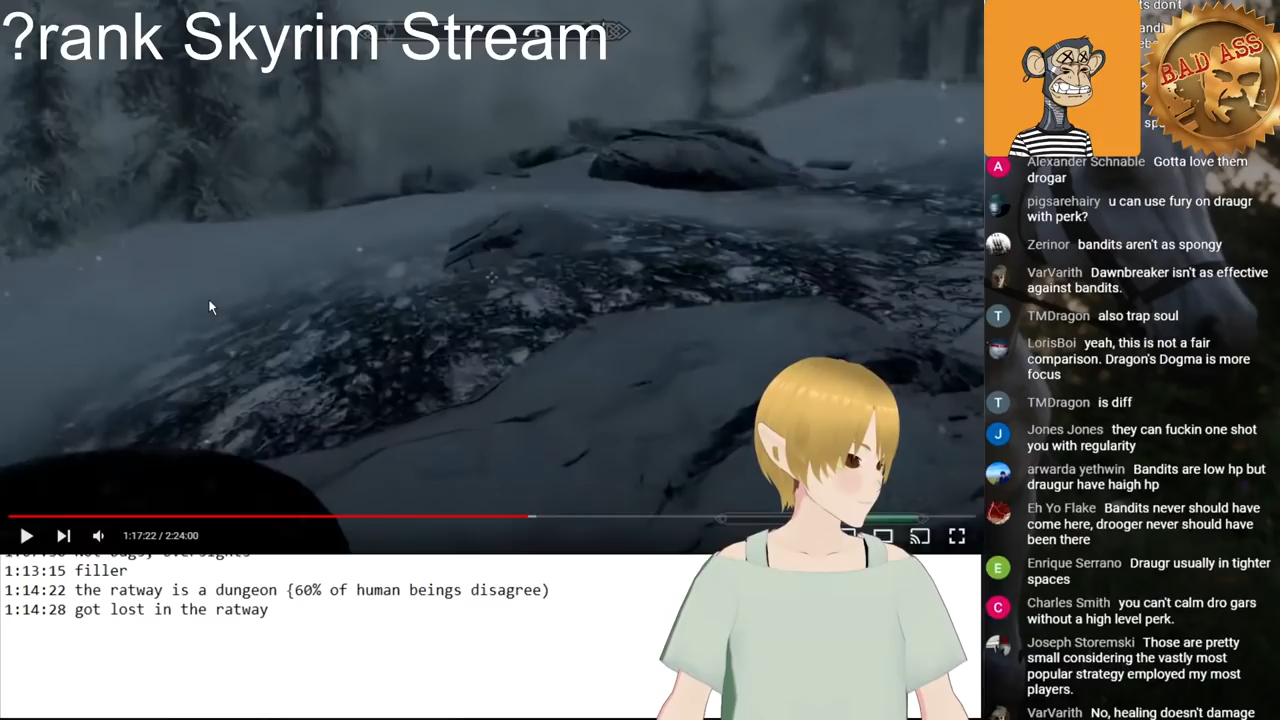 ?rank Skyrim Stream
1:17:22 / 2:24:00
1:13:15 filler
1:14:22 the ratway is a dungeon {60% of human beings disagree)
1:14:28 got lost in the ratway
BAD ASS
Alexander Schnable Gotta love them
drogar
pigsarehairy u can use fury on draugr
with perk?
Zerinor bandits aren't as spongy
VarVarith Dawnbreaker isn't as effective
against bandits.
T TMDragon also trap soul
LorisBoi yeah, this is not a fair
comparison. Dragon's Dogma is more
focus
T TMDragon is diff
J Jones Jones they can fuckin one shot
you with regularity
arwarda yethwin Bandits are low hp but
draugur have haigh hp
Eh Yo Flake Bandits never should have
come here, drooger never should have
been there
E Enrique Serrano Draugr usually in tighter
spaces
C Charles Smith you can't calm dro gars
without a high level perk.
Joseph Storemski Those are pretty
small considering the vastly most
popular strategy employed my most
players.
VarVarith No, healing doesn't damage